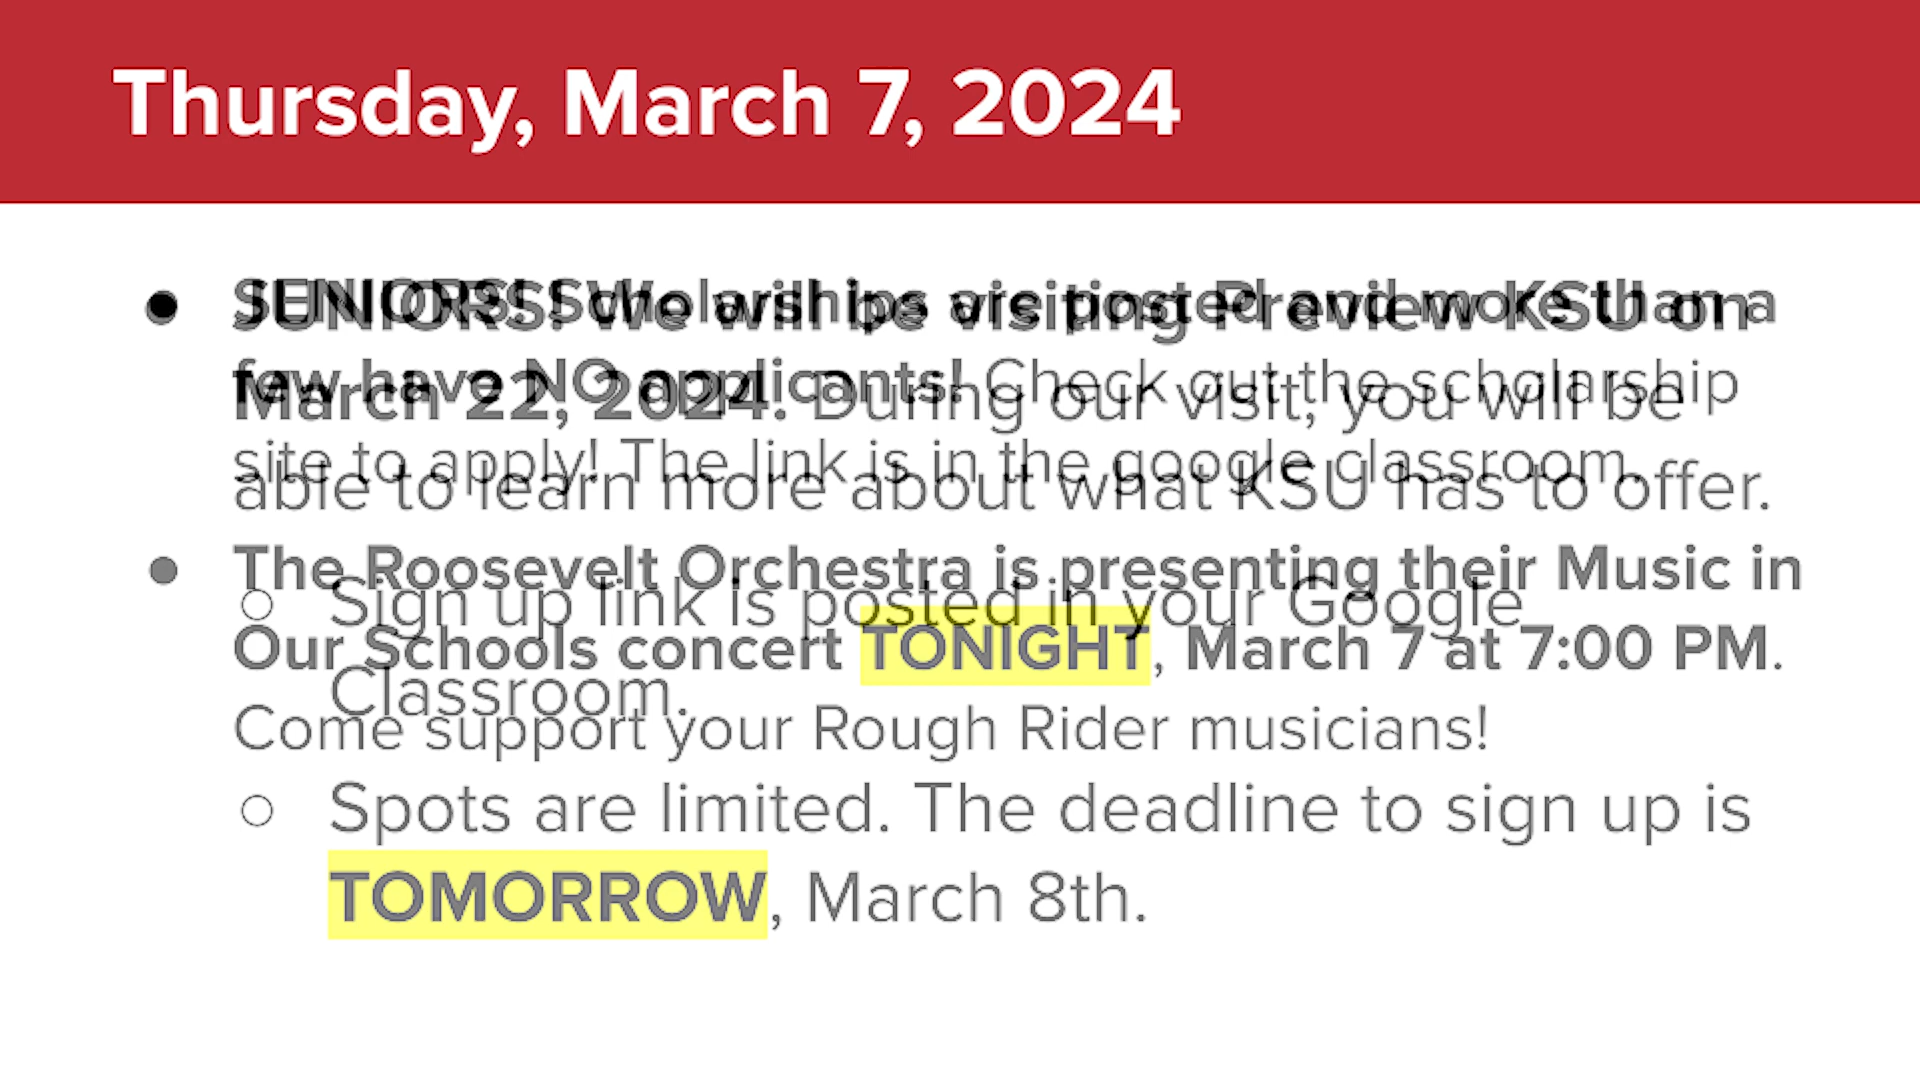 Thursday, March 7, 2024
● SENIORS! Scholarships are posted and more than a
few have NO applicants! Check out the scholarship
site to apply! The link is in the google classroom.
● The Roosevelt Orchestra is presenting their Music in
Our Schools concert TONIGHT, March 7 at 7:00 PM.
Come support your Rough Rider musicians!
● JUNIORS! We will be visiting Preview KSU on
March 22, 2024. During our visit, you will be
able to learn more about what KSU has to offer.
○ Sign up link is posted in your Google
Classroom.
○ Spots are limited. The deadline to sign up is
TOMORROW, March 8th.